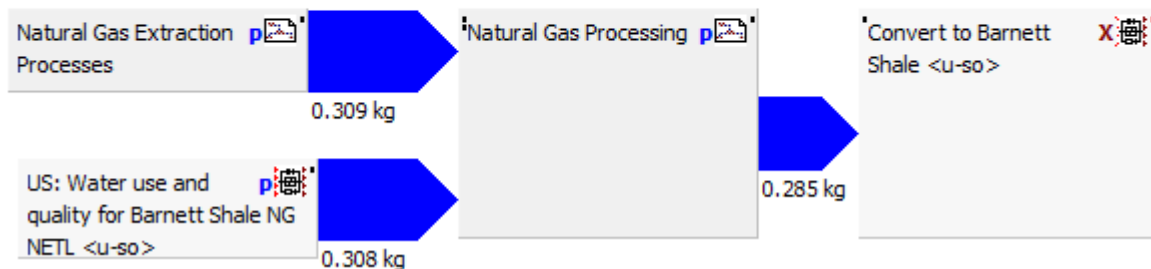 Natural Gas Extraction p
Processes
0.309 kg
US: Water use and p
quality for Barnett Shale NG
NETL <u-so>
0.308 kg
Natural Gas Processing p
0.285 kg
Convert to Barnett X
Shale <u-so>